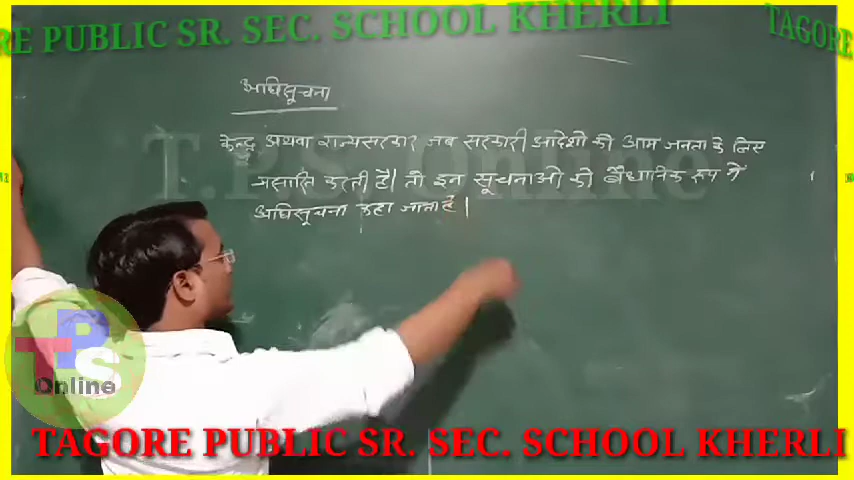 RE PUBLIC SR. SEC. SCHOOL KHERLI
TAGORE
अधिसूचना
केन्द्र अथवा राज्यसरकार जब सरकारी आदेशो को आम जनता के लिए
प्रसारित करती है। तो इन सूचनाओ को वैधानिक रूप में
अधिसूचना कहा जाता है।
T.P.S. Online
TPS
Online
TAGORE PUBLIC SR. SEC. SCHOOL KHERLI